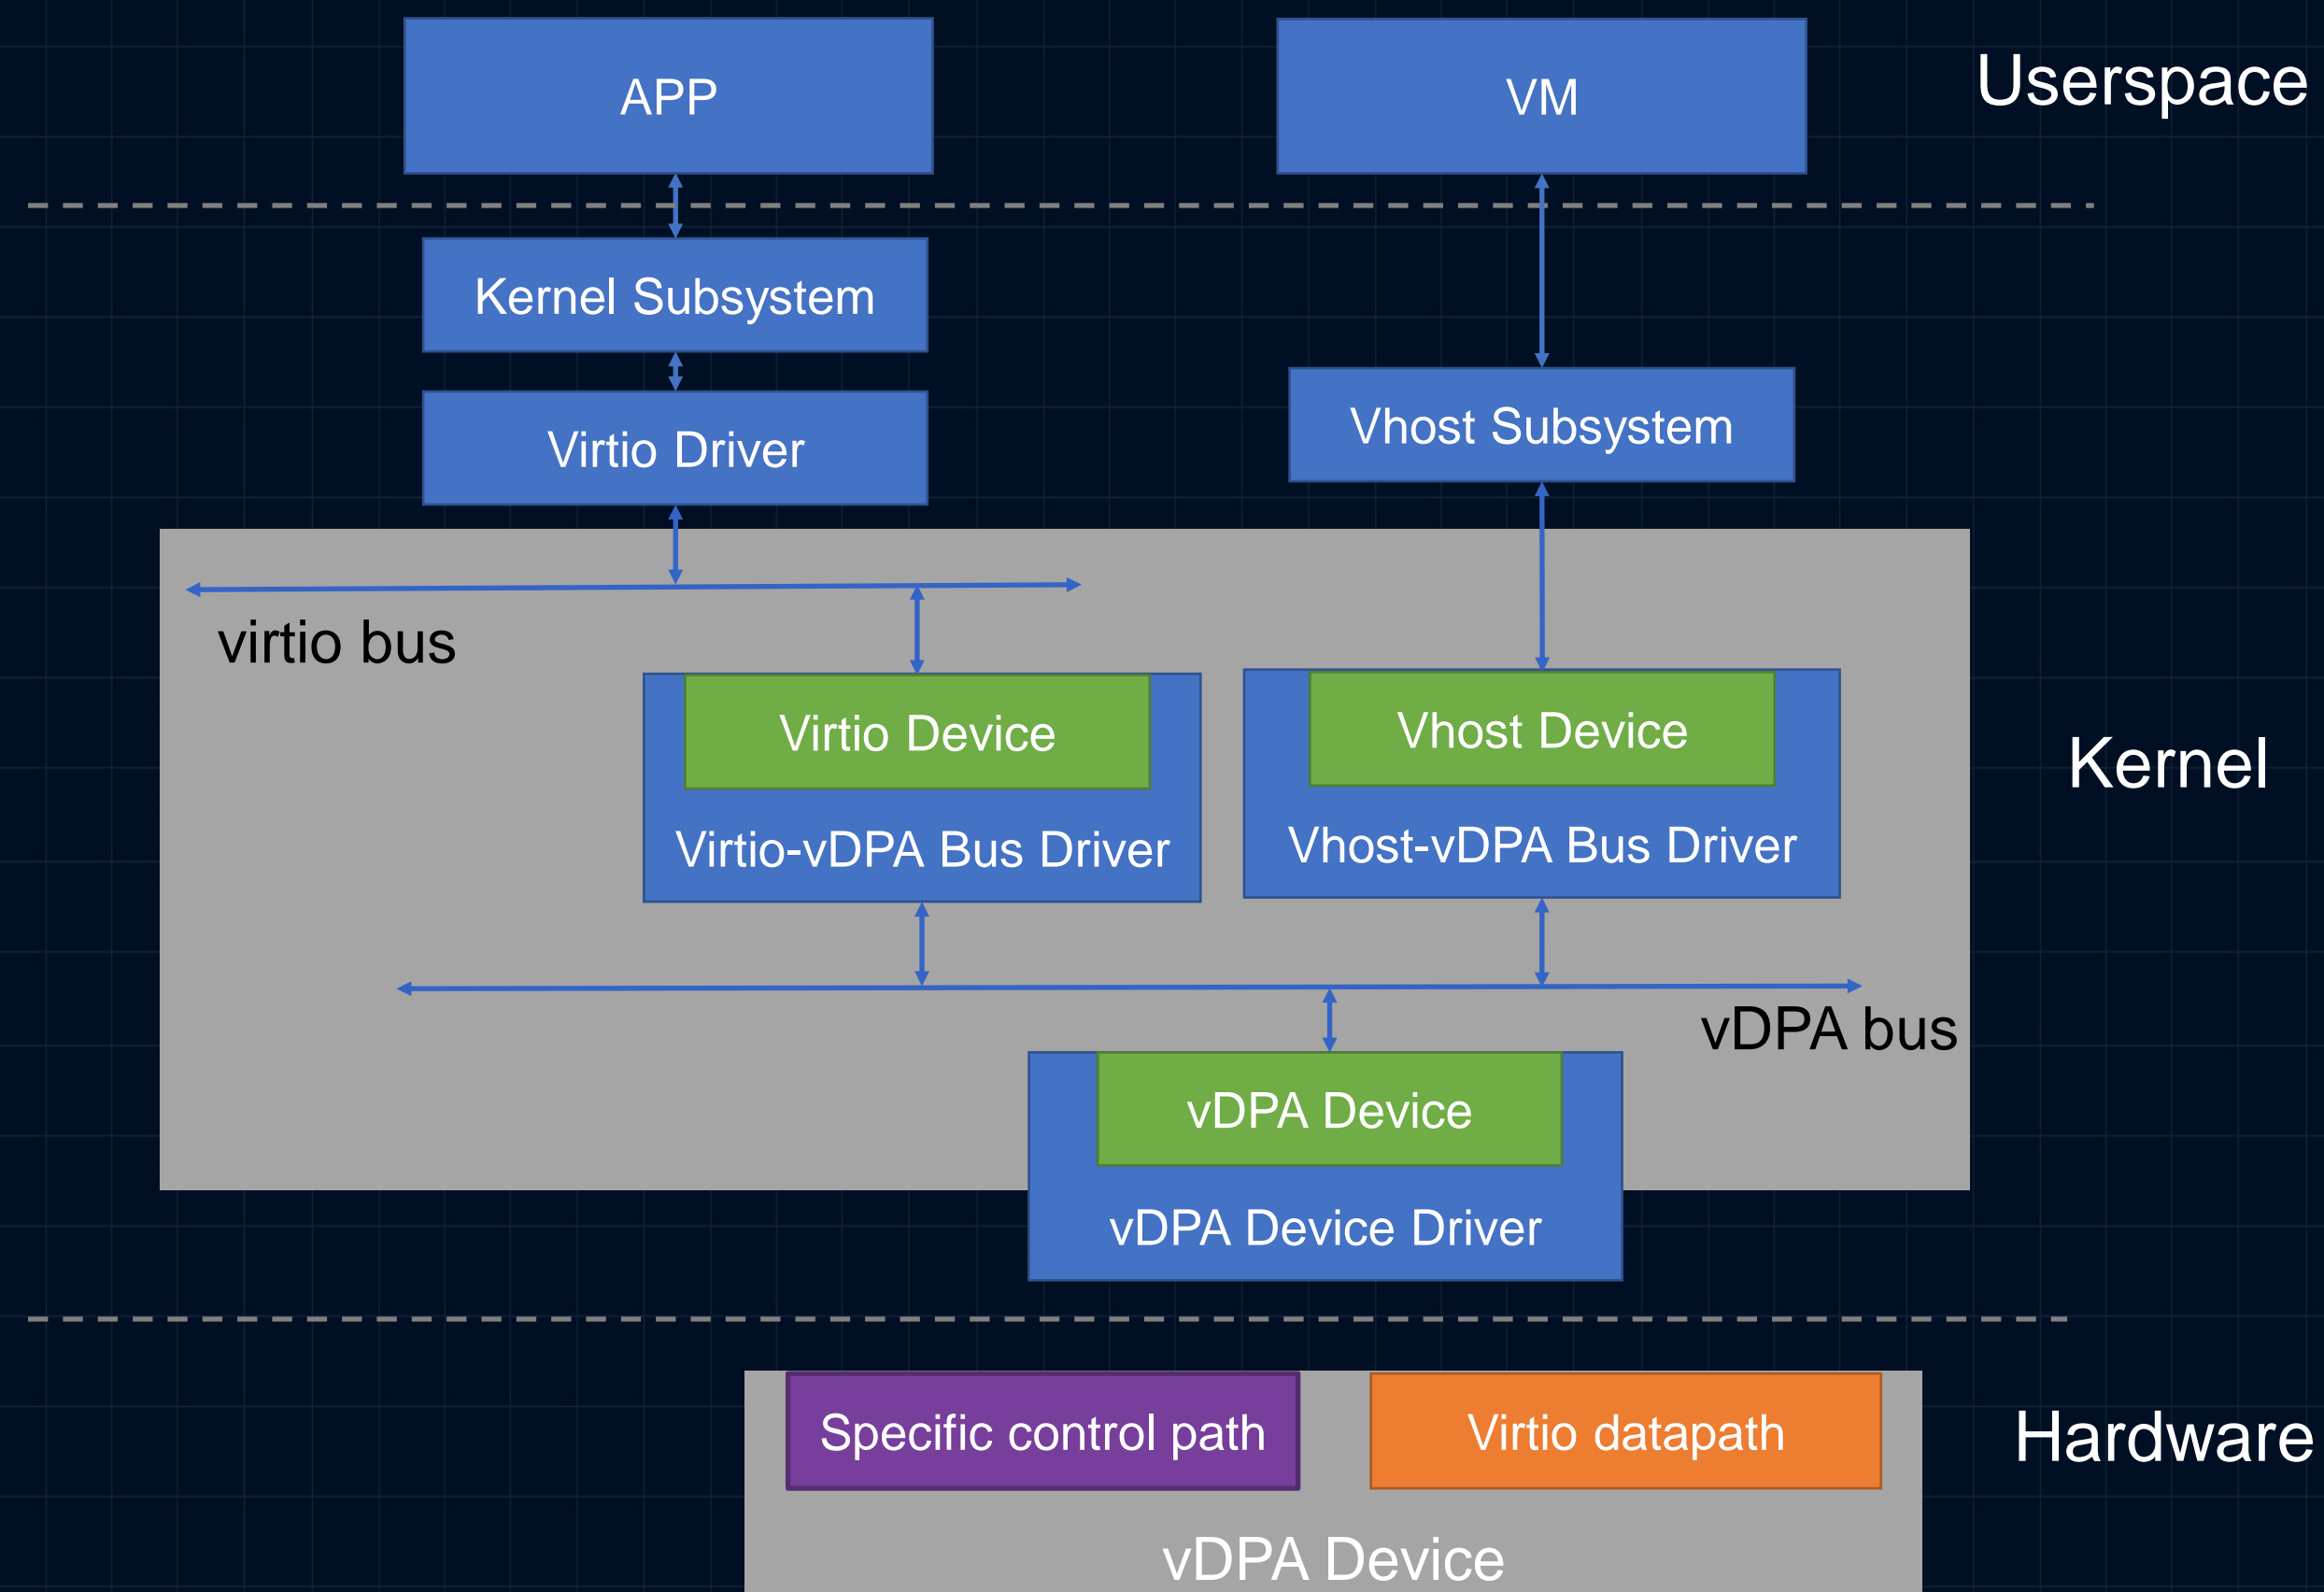 APP
VM
Userspace
Kernel Subsystem
Virtio Driver
Vhost Subsystem
virtio bus
Virtio Device
Vhost Device
Kernel
Virtio-vDPA Bus Driver
Vhost-vDPA Bus Driver
vDPA bus
vDPA Device
vDPA Device Driver
Specific control path
Virtio datapath
Hardware
vDPA Device